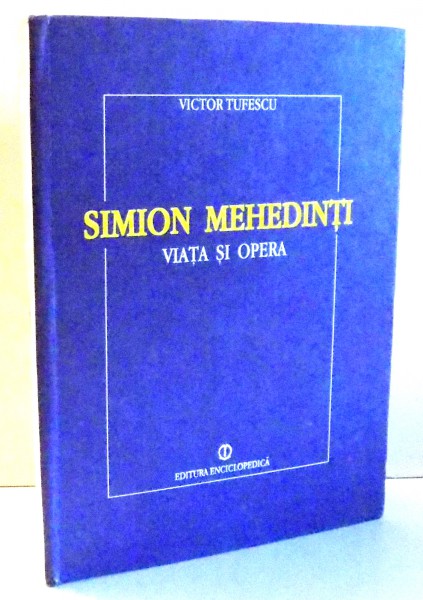 VICTOR TUFESCU
SIMION MEHEDINȚI
VIAȚA ȘI OPERA
EDITURA ENCICLOPEDICĂ